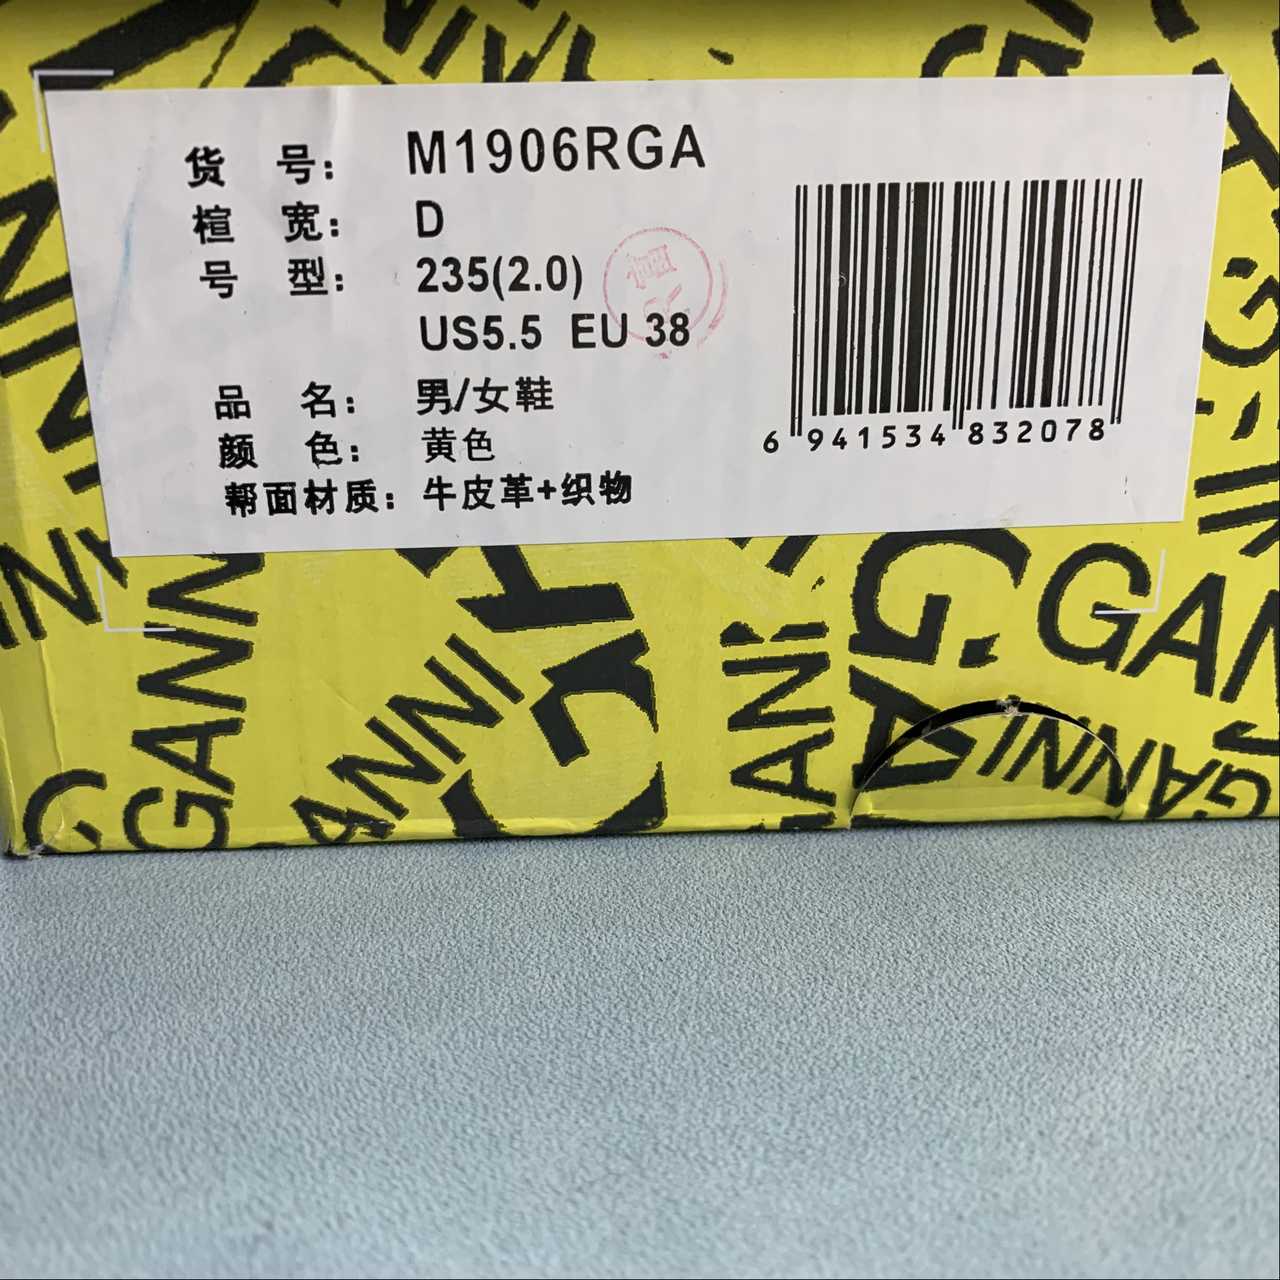 货 号： M1906RGA
楦 宽： D
号 型： 235(2.0)
US5.5 EU 38
品 名： 男/女鞋
颜 色： 黄色
帮面材质： 牛皮革+织物
6 941534 832078
GANNI
GANNI
GANNI
GANNI
GANNI